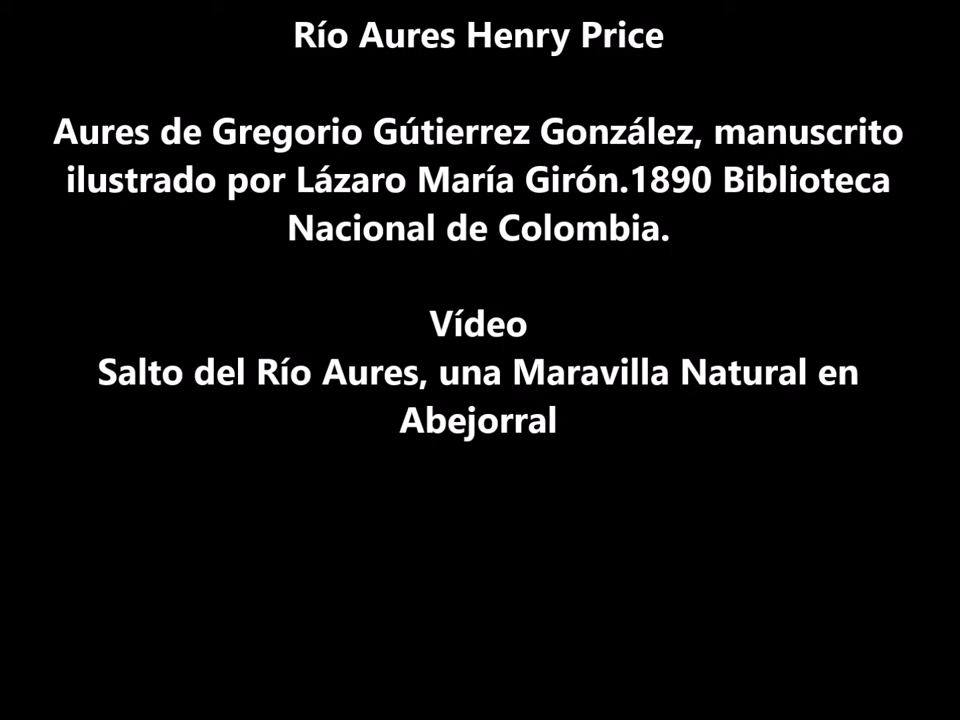 Río Aures Henry Price
Aures de Gregorio Gútierrez González, manuscrito
ilustrado por Lázaro María Girón.1890 Biblioteca
Nacional de Colombia.
Vídeo
Salto del Río Aures, una Maravilla Natural en
Abejorral